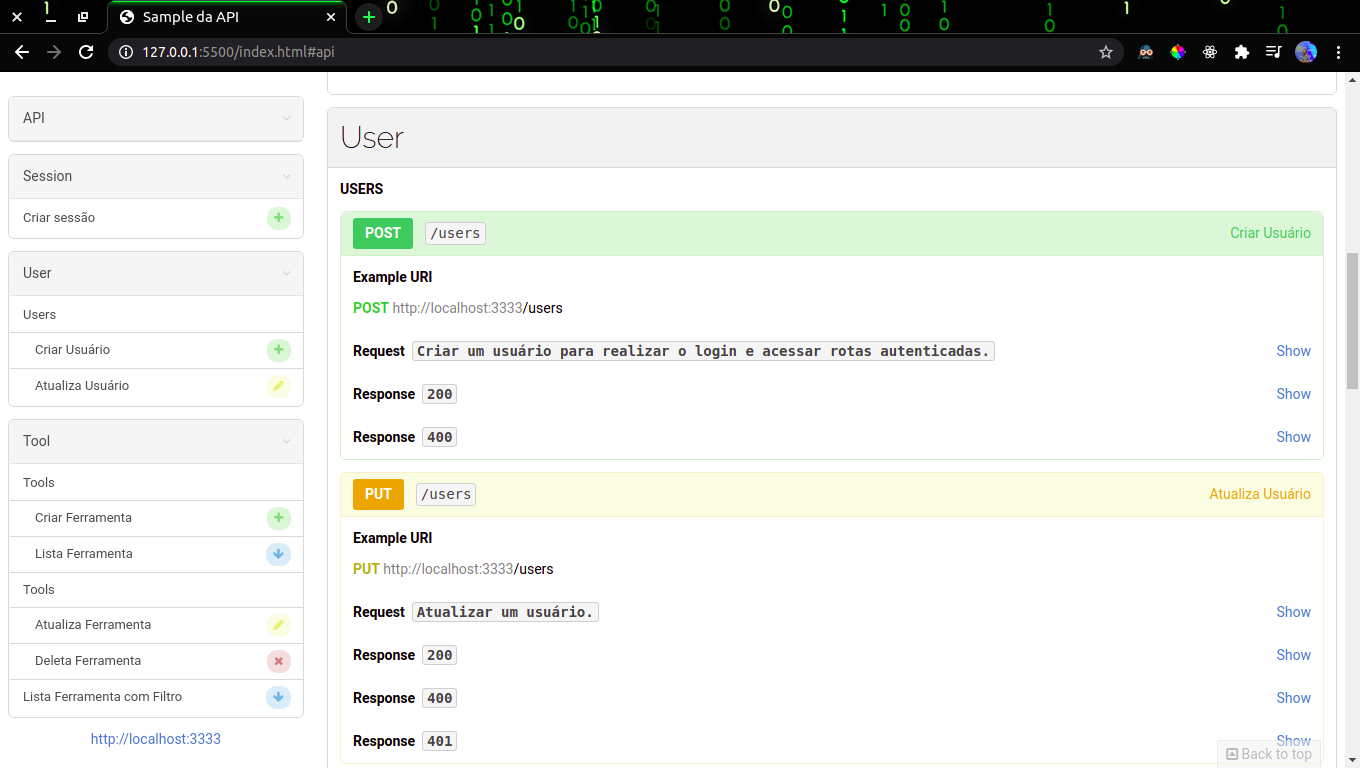 Sample da API
127.0.0.1:5500/index.html#api
API
Session
Criar sessão
User
Users
Criar Usuário
Atualiza Usuário
Tool
Tools
Criar Ferramenta
Lista Ferramenta
Tools
Atualiza Ferramenta
Deleta Ferramenta
Lista Ferramenta com Filtro
http://localhost:3333
User
USERS
POST /users Criar Usuário
Example URI
POST http://localhost:3333/users
Request Criar um usuário para realizar o login e acessar rotas autenticadas. Show
Response 200 Show
Response 400 Show
PUT /users Atualiza Usuário
Example URI
PUT http://localhost:3333/users
Request Atualizar um usuário. Show
Response 200 Show
Response 400 Show
Response 401 Show
Back to top